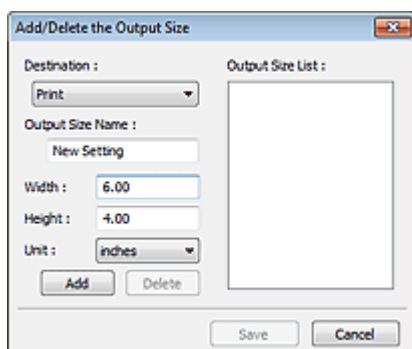 Add/Delete the Output Size
Destination :
Print
Output Size Name :
New Setting
Width : 6.00
Height : 4.00
Unit : inches
Add Delete
Output Size List :
Save Cancel